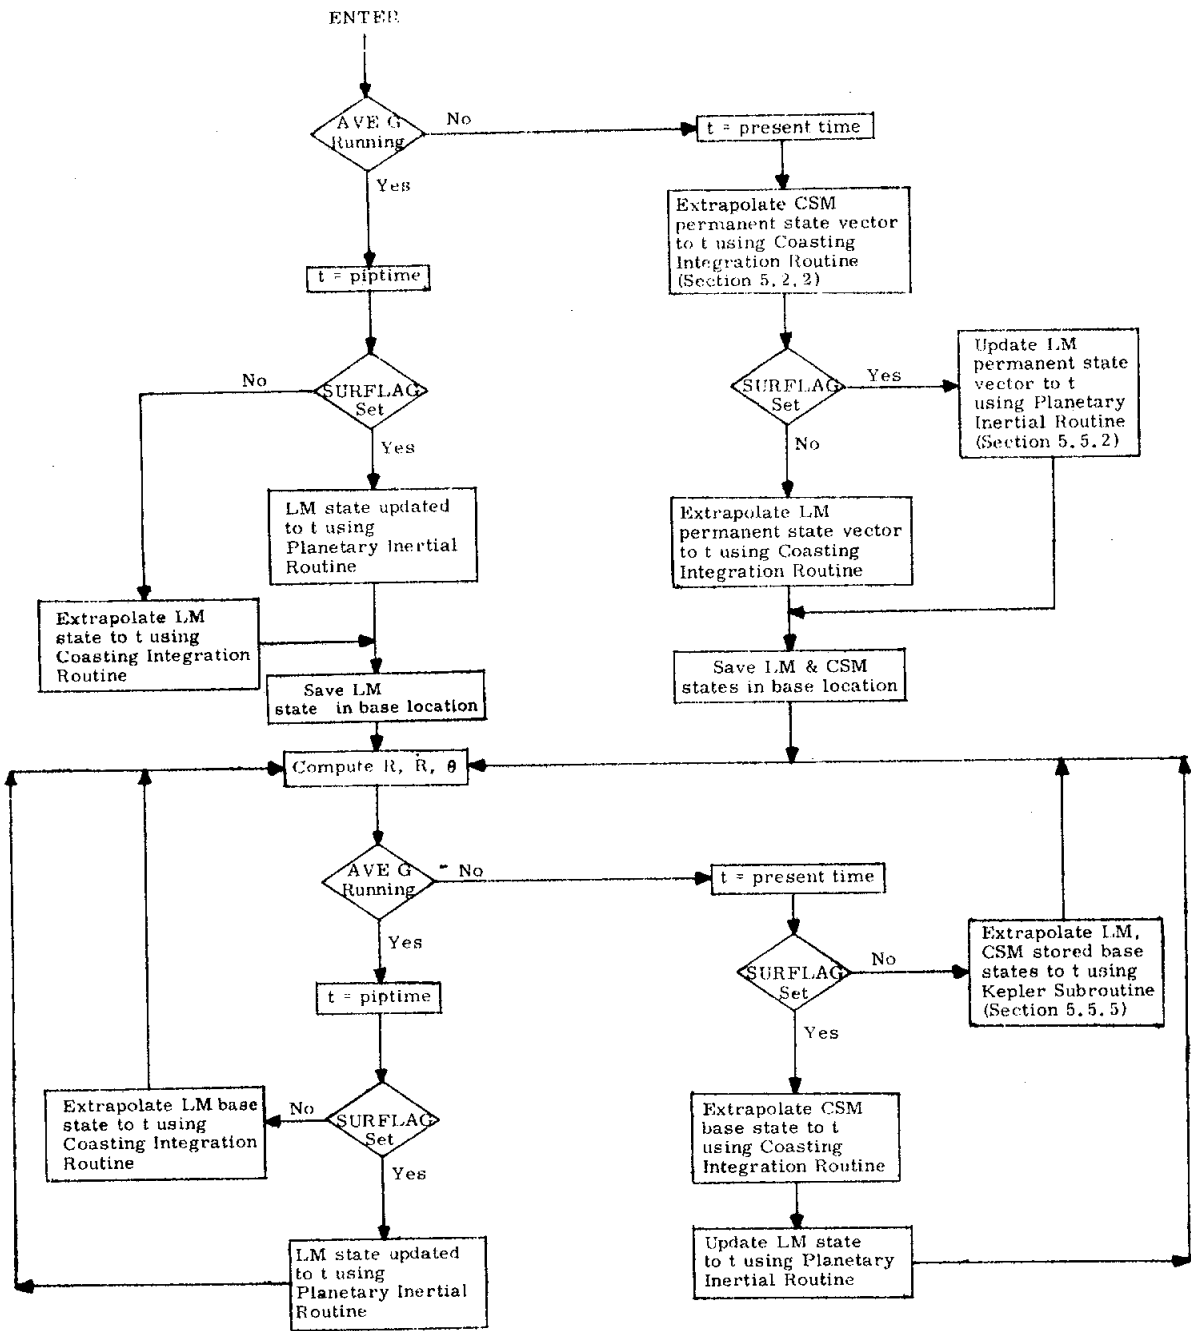 ENTER
AVE G
Running
No
t = present time
Yes
Extrapolate CSM
permanent state vector
to t using Coasting
Integration Routine
(Section 5.2.2)
t = piptime
No
SURFLAG
Set
Yes
SURFLAG
Set
Yes
No
Update LM
permanent state
vector to t
using Planetary
Inertial Routine
(Section 5.5.2)
LM state updated
to t using
Planetary Inertial
Routine
Extrapolate LM
permanent state vector
to t using Coasting
Integration Routine
Extrapolate LM
state to t using
Coasting Integration
Routine
Save LM
state in base location
Save LM & CSM
states in base location
Compute R, Ṙ, θ
AVE G
Running
No
t = present time
Yes
t = piptime
SURFLAG
Set
No
Yes
Extrapolate LM,
CSM stored base
states to t using
Kepler Subroutine
(Section 5.5.5)
Extrapolate LM base
state to t using
Coasting Integration
Routine
No
SURFLAG
Set
Yes
Extrapolate CSM
base state to t
using Coasting
Integration Routine
LM state updated
to t using
Planetary Inertial
Routine
Update LM state
to t using Planetary
Inertial Routine